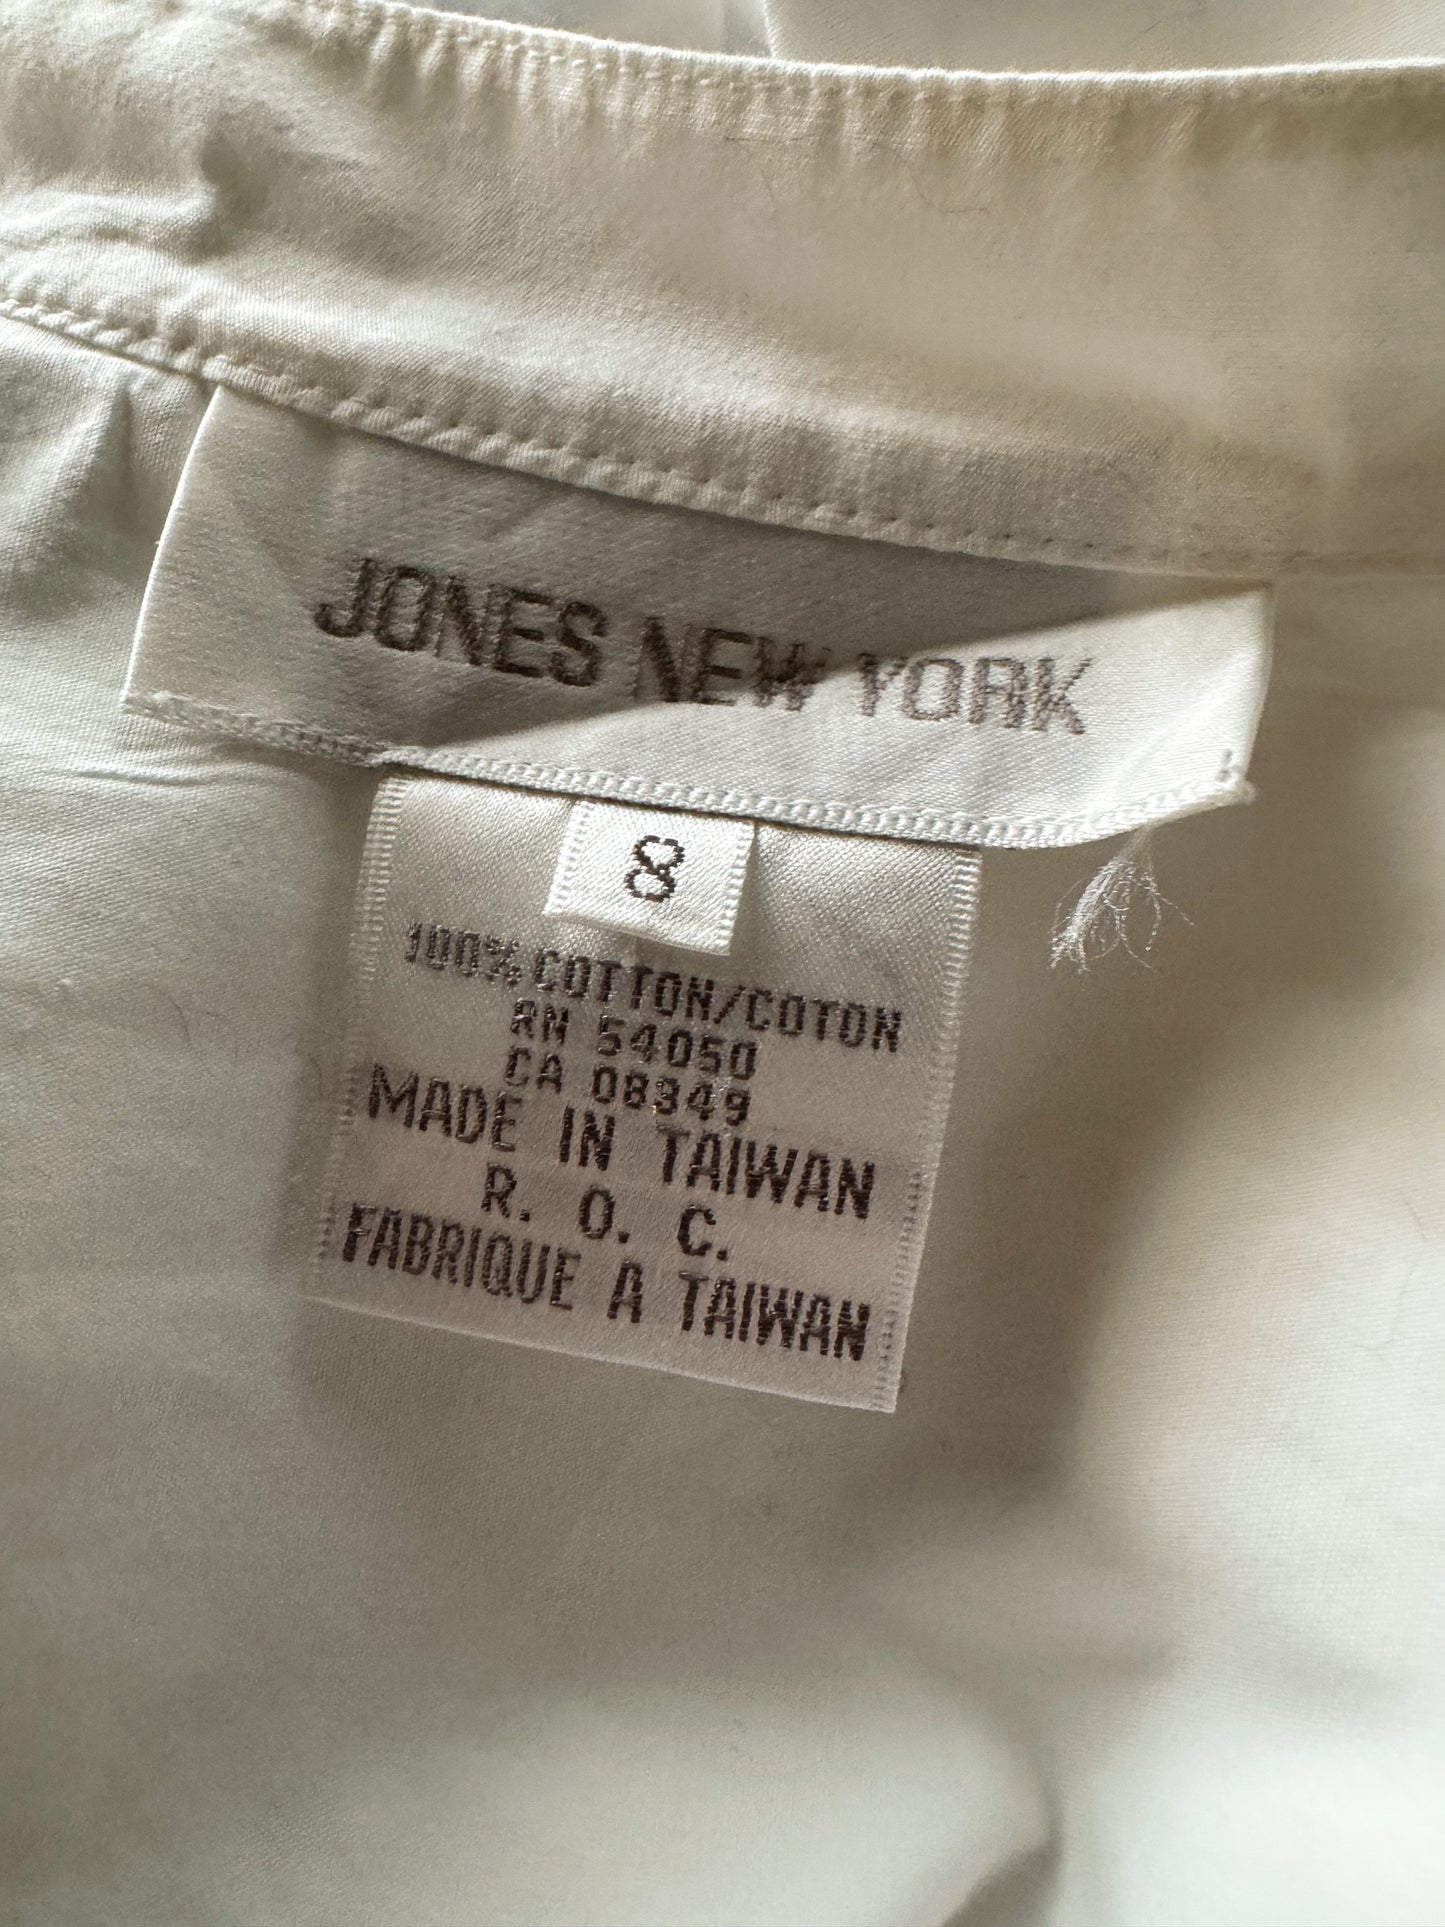 JONES NEW YORK
8
100% COTTON/COTON
RN 54050
CA 08349
MADE IN TAIWAN
R. O. C.
FABRIQUE A TAIWAN